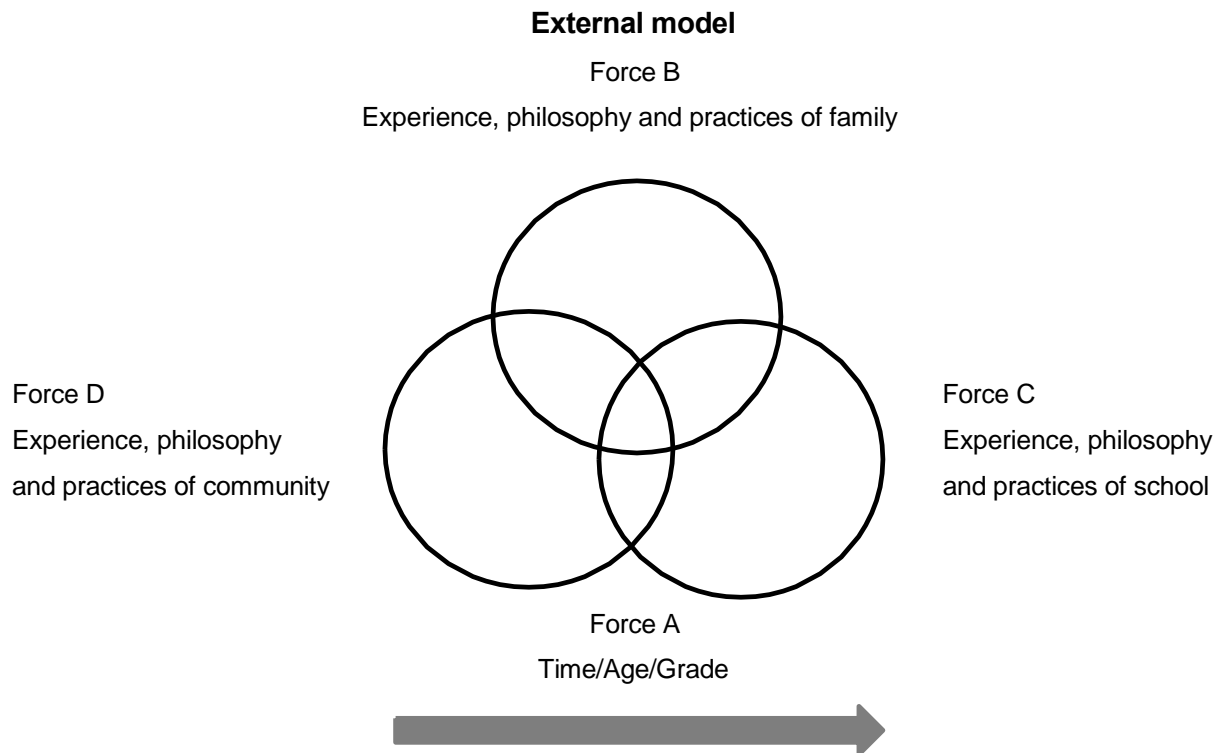 External model
Force B
Experience, philosophy and practices of family
Force D
Experience, philosophy
and practices of community
Force C
Experience, philosophy
and practices of school
Force A
Time/Age/Grade